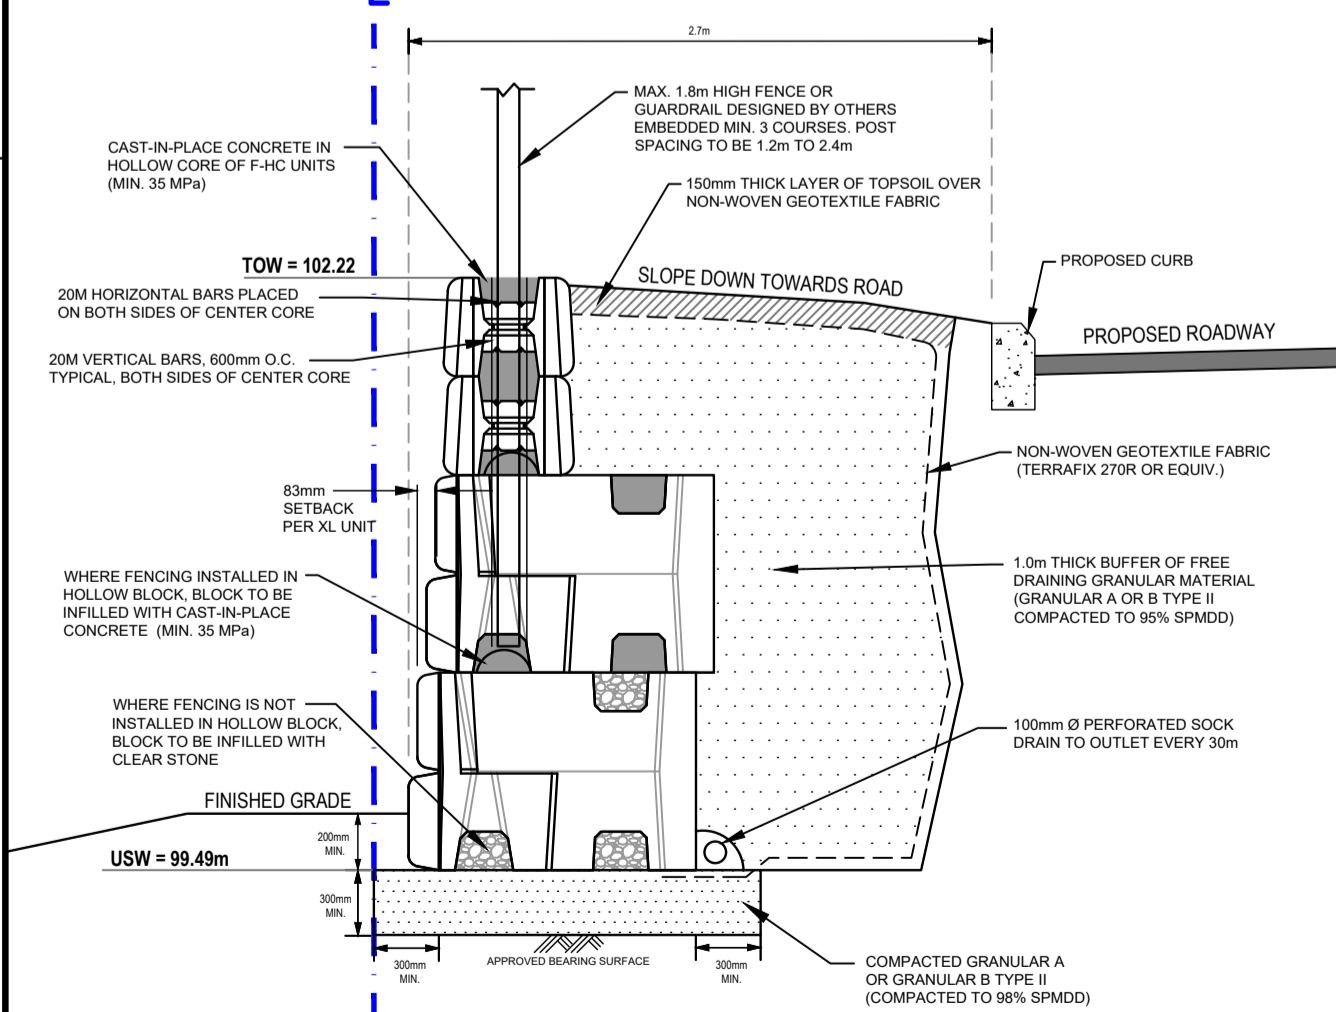 2.7m
MAX. 1.8m HIGH FENCE OR
GUARDRAIL DESIGNED BY OTHERS
EMBEDDED MIN. 3 COURSES. POST
SPACING TO BE 1.2m TO 2.4m
CAST-IN-PLACE CONCRETE IN
HOLLOW CORE OF F-HC UNITS
(MIN. 35 MPa)
150mm THICK LAYER OF TOPSOIL OVER
NON-WOVEN GEOTEXTILE FABRIC
TOW = 102.22
SLOPE DOWN TOWARDS ROAD
PROPOSED CURB
20M HORIZONTAL BARS PLACED
ON BOTH SIDES OF CENTER CORE
PROPOSED ROADWAY
20M VERTICAL BARS, 600mm O.C.
TYPICAL, BOTH SIDES OF CENTER CORE
NON-WOVEN GEOTEXTILE FABRIC
(TERRAFIX 270R OR EQUIV.)
83mm
SETBACK
PER XL UNIT
1.0m THICK BUFFER OF FREE
DRAINING GRANULAR MATERIAL
(GRANULAR A OR B TYPE II
COMPACTED TO 95% SPMDD)
WHERE FENCING INSTALLED IN
HOLLOW BLOCK, BLOCK TO BE
INFILLED WITH CAST-IN-PLACE
CONCRETE (MIN. 35 MPa)
WHERE FENCING IS NOT
INSTALLED IN HOLLOW BLOCK,
BLOCK TO BE INFILLED WITH
CLEAR STONE
100mm Ø PERFORATED SOCK
DRAIN TO OUTLET EVERY 30m
FINISHED GRADE
200mm
MIN.
USW = 99.49m
300mm
MIN.
300mm
MIN.
APPROVED BEARING SURFACE
300mm
MIN.
COMPACTED GRANULAR A
OR GRANULAR B TYPE II
(COMPACTED TO 98% SPMDD)